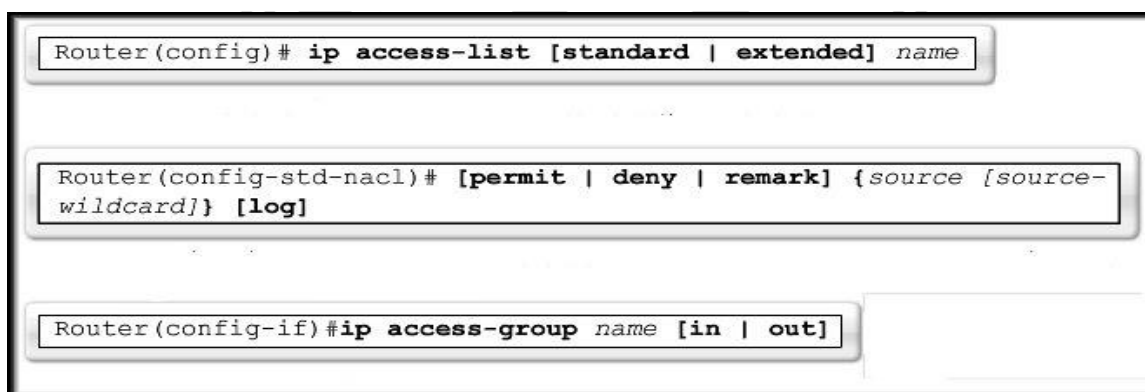 Router(config)# ip access-list [standard | extended] name
Router(config-std-nacl)# [permit | deny | remark] {source [source-
wildcard]} [log]
Router(config-if)#ip access-group name [in | out]